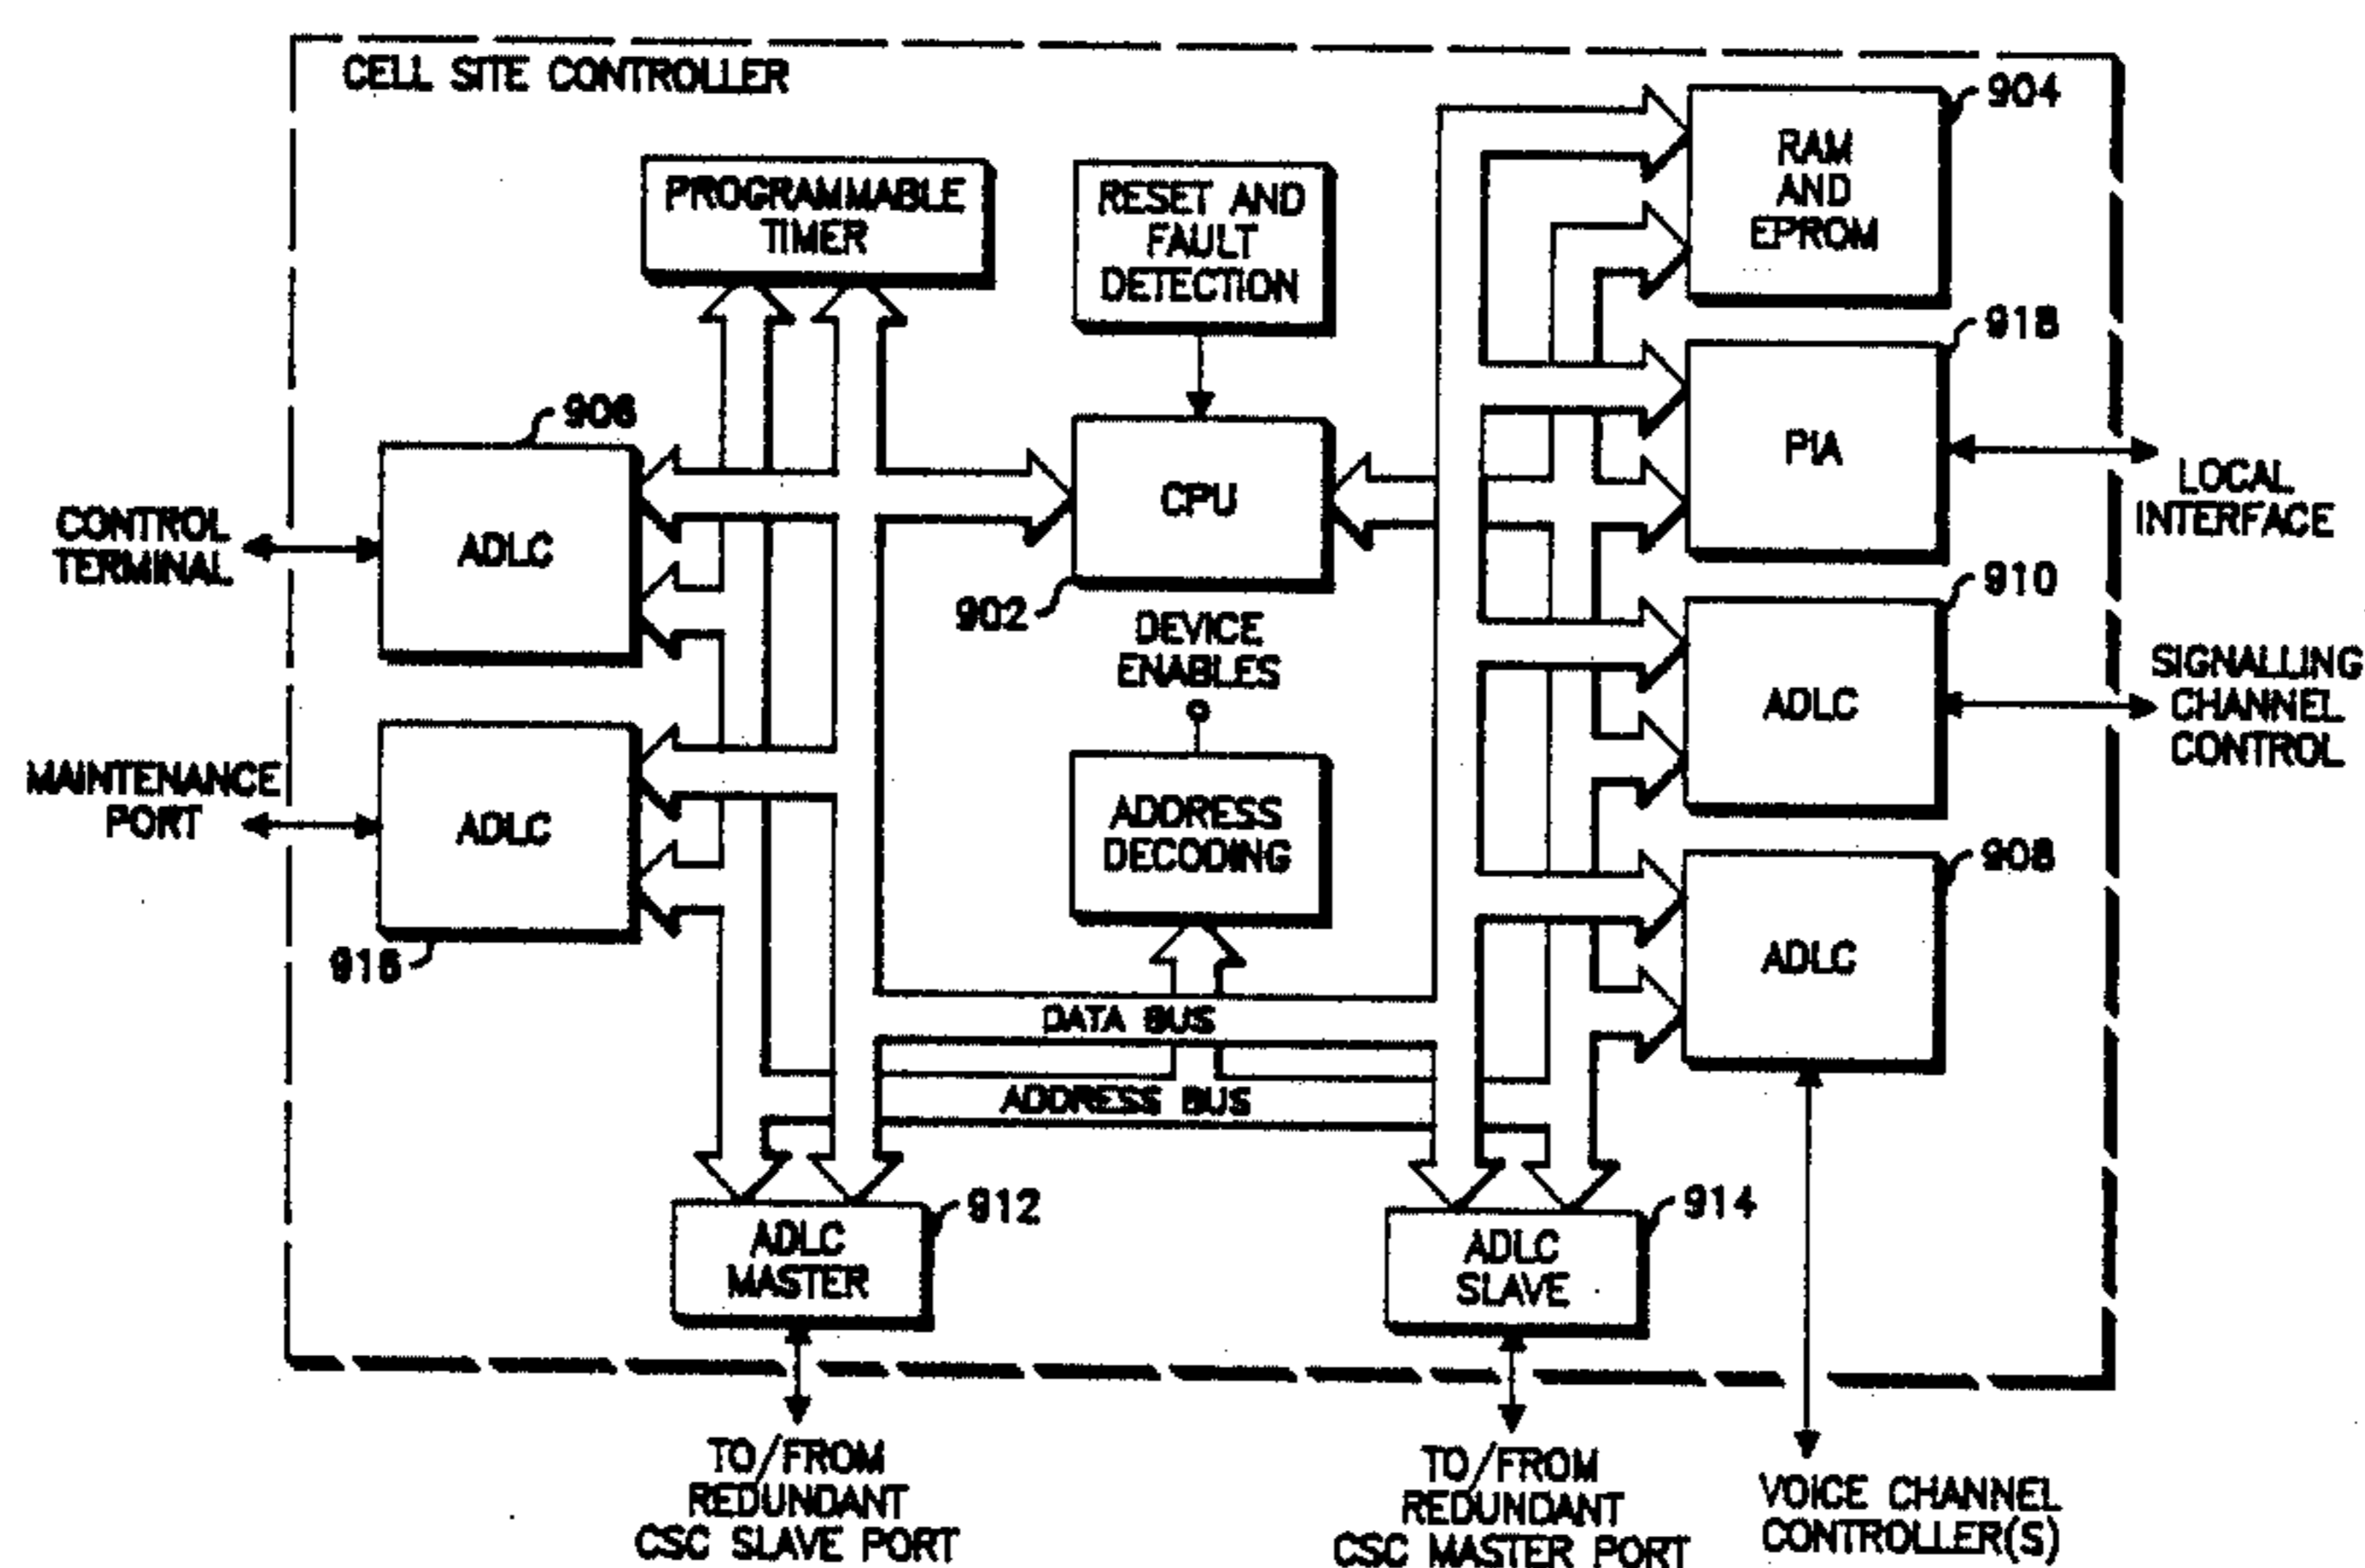 CELL SITE CONTROLLER
904
RAM
AND
EPROM
PROGRAMMABLE
TIMER
RESET AND
FAULT
DETECTION
918
PIA
LOCAL
INTERFACE
906
ADLC
CONTROL
TERMINAL
CPU
902
DEVICE
ENABLES
910
ADLC
SIGNALLING
CHANNEL
CONTROL
MAINTENANCE
PORT
ADLC
916
ADDRESS
DECODING
908
ADLC
DATA BUS
ADDRESS BUS
912
ADLC
MASTER
914
ADLC
SLAVE
TO/FROM
REDUNDANT
CSC SLAVE PORT
TO/FROM
REDUNDANT
CSC MASTER PORT
VOICE CHANNEL
CONTROLLER(S)